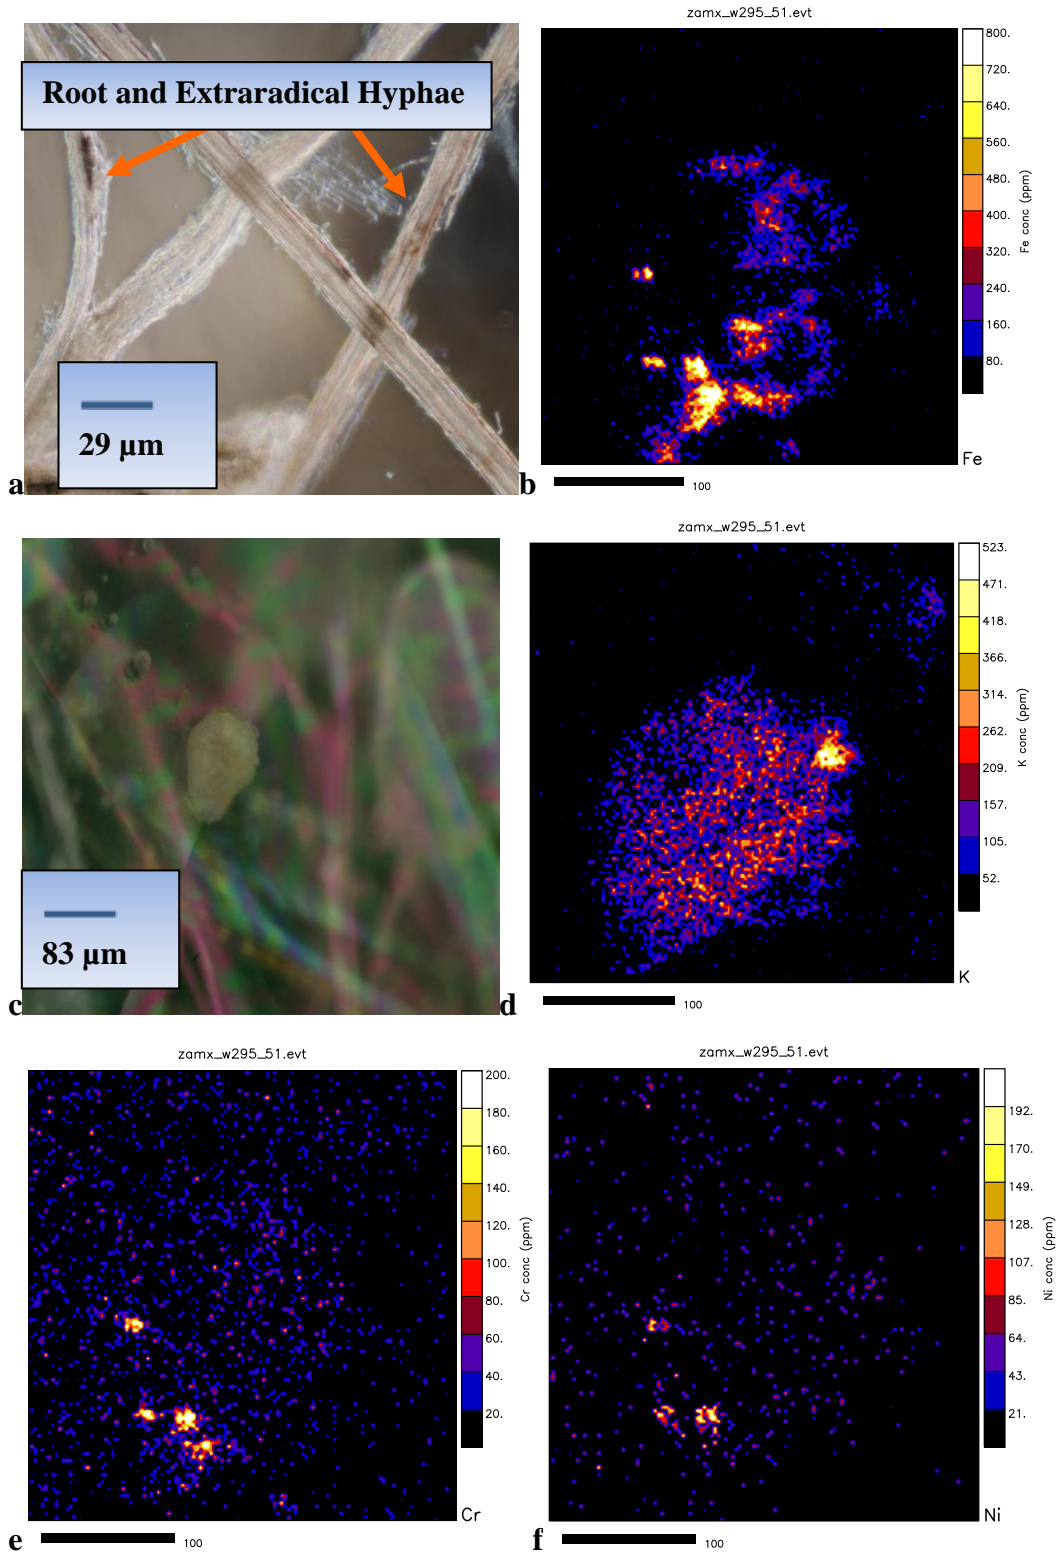 Root and Extraradical Hyphae
29 µm
a
zamx_w295_51.evt
800.
720.
640.
560.
480.
400.
320.
240.
160.
80.
Fe conc (ppm)
Fe
100
b
83 µm
c
zamx_w295_51.evt
523.
471.
418.
366.
314.
262.
209.
157.
105.
52.
K conc (ppm)
K
100
d
zamx_w295_51.evt
200.
180.
160.
140.
120.
100.
80.
60.
40.
20.
Cr conc (ppm)
Cr
100
e
zamx_w295_51.evt
192.
170.
149.
128.
107.
85.
64.
43.
21.
Ni conc (ppm)
Ni
100
f